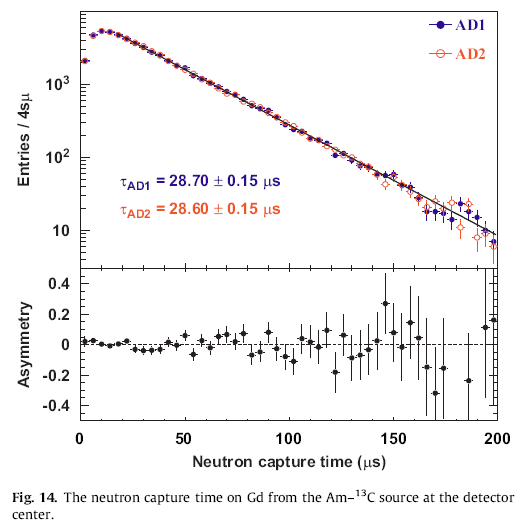 AD1
AD2
Entries / 4sμ
10³
10²
10
τAD1 = 28.70 ± 0.15 μs
τAD2 = 28.60 ± 0.15 μs
Asymmetry
0.4
0.2
0
-0.2
-0.4
0 50 100 150 200
Neutron capture time (μs)
Fig. 14. The neutron capture time on Gd from the Am–¹³C source at the detector
center.